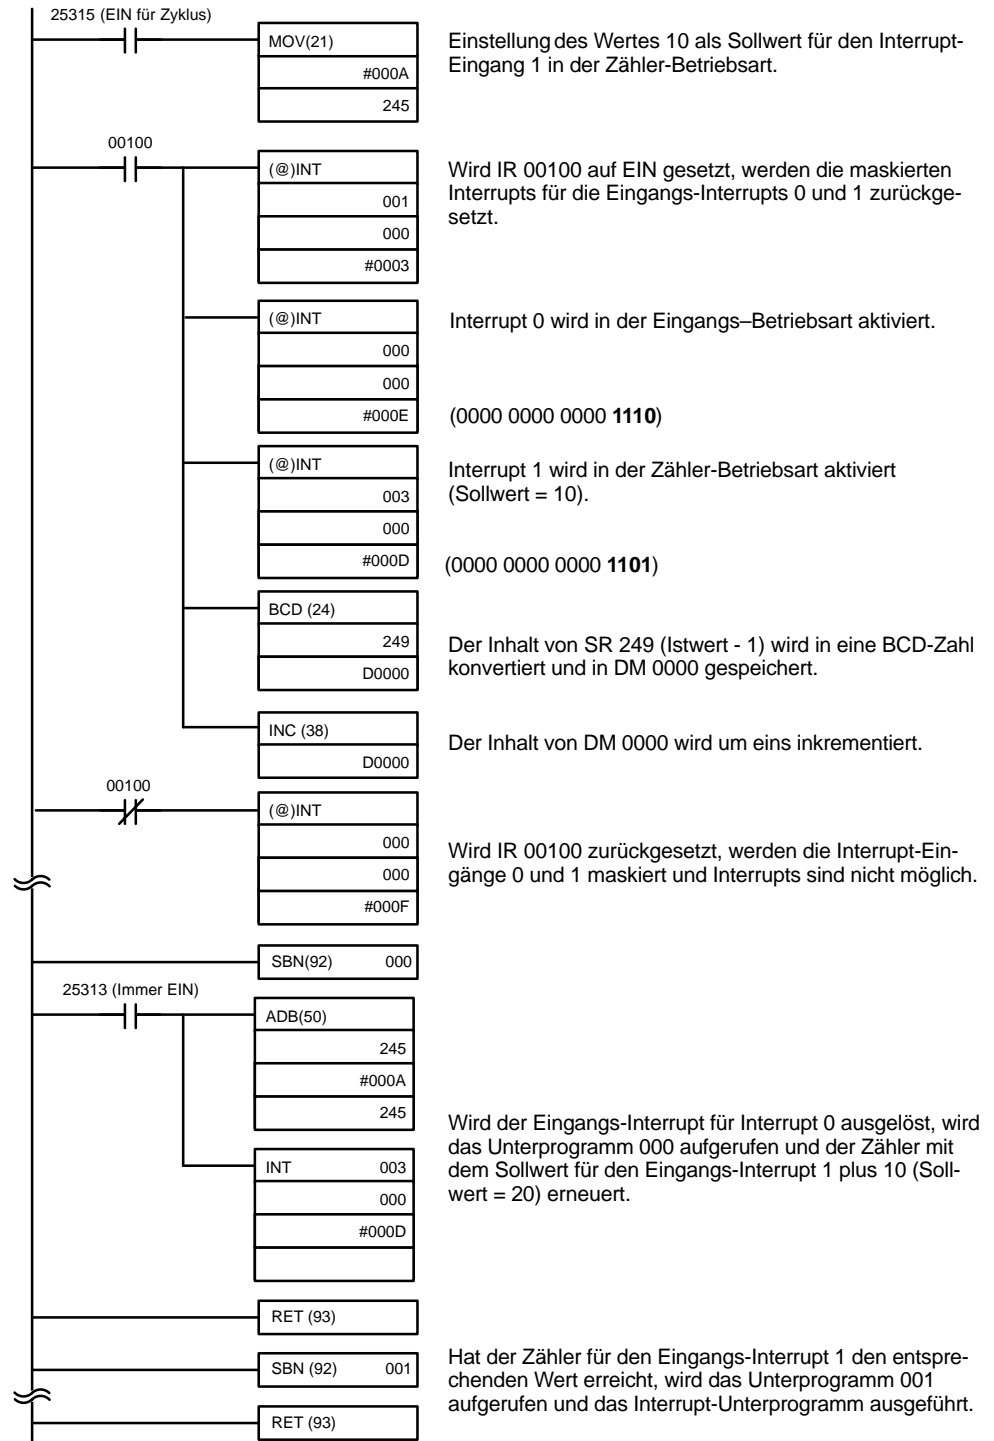 25315 (EIN für Zyklus)
MOV(21)
#000A
245
Einstellung des Wertes 10 als Sollwert für den Interrupt-
Eingang 1 in der Zähler-Betriebsart.
00100
(@)INT
001
000
#0003
Wird IR 00100 auf EIN gesetzt, werden die maskierten
Interrupts für die Eingangs-Interrupts 0 und 1 zurückge-
setzt.
(@)INT
000
000
#000E
Interrupt 0 wird in der Eingangs–Betriebsart aktiviert.
(0000 0000 0000 1110)
(@)INT
003
000
#000D
Interrupt 1 wird in der Zähler-Betriebsart aktiviert
(Sollwert = 10).
(0000 0000 0000 1101)
BCD (24)
249
D0000
Der Inhalt von SR 249 (Istwert - 1) wird in eine BCD-Zahl
konvertiert und in DM 0000 gespeichert.
INC (38)
D0000
Der Inhalt von DM 0000 wird um eins inkrementiert.
00100
(@)INT
000
000
#000F
Wird IR 00100 zurückgesetzt, werden die Interrupt-Ein-
gänge 0 und 1 maskiert und Interrupts sind nicht möglich.
SBN(92) 000
25313 (Immer EIN)
ADB(50)
245
#000A
245
INT 003
000
#000D
Wird der Eingangs-Interrupt für Interrupt 0 ausgelöst, wird
das Unterprogramm 000 aufgerufen und der Zähler mit
dem Sollwert für den Eingangs-Interrupt 1 plus 10 (Soll-
wert = 20) erneuert.
RET (93)
SBN (92) 001
Hat der Zähler für den Eingangs-Interrupt 1 den entspre-
chenden Wert erreicht, wird das Unterprogramm 001
aufgerufen und das Interrupt-Unterprogramm ausgeführt.
RET (93)